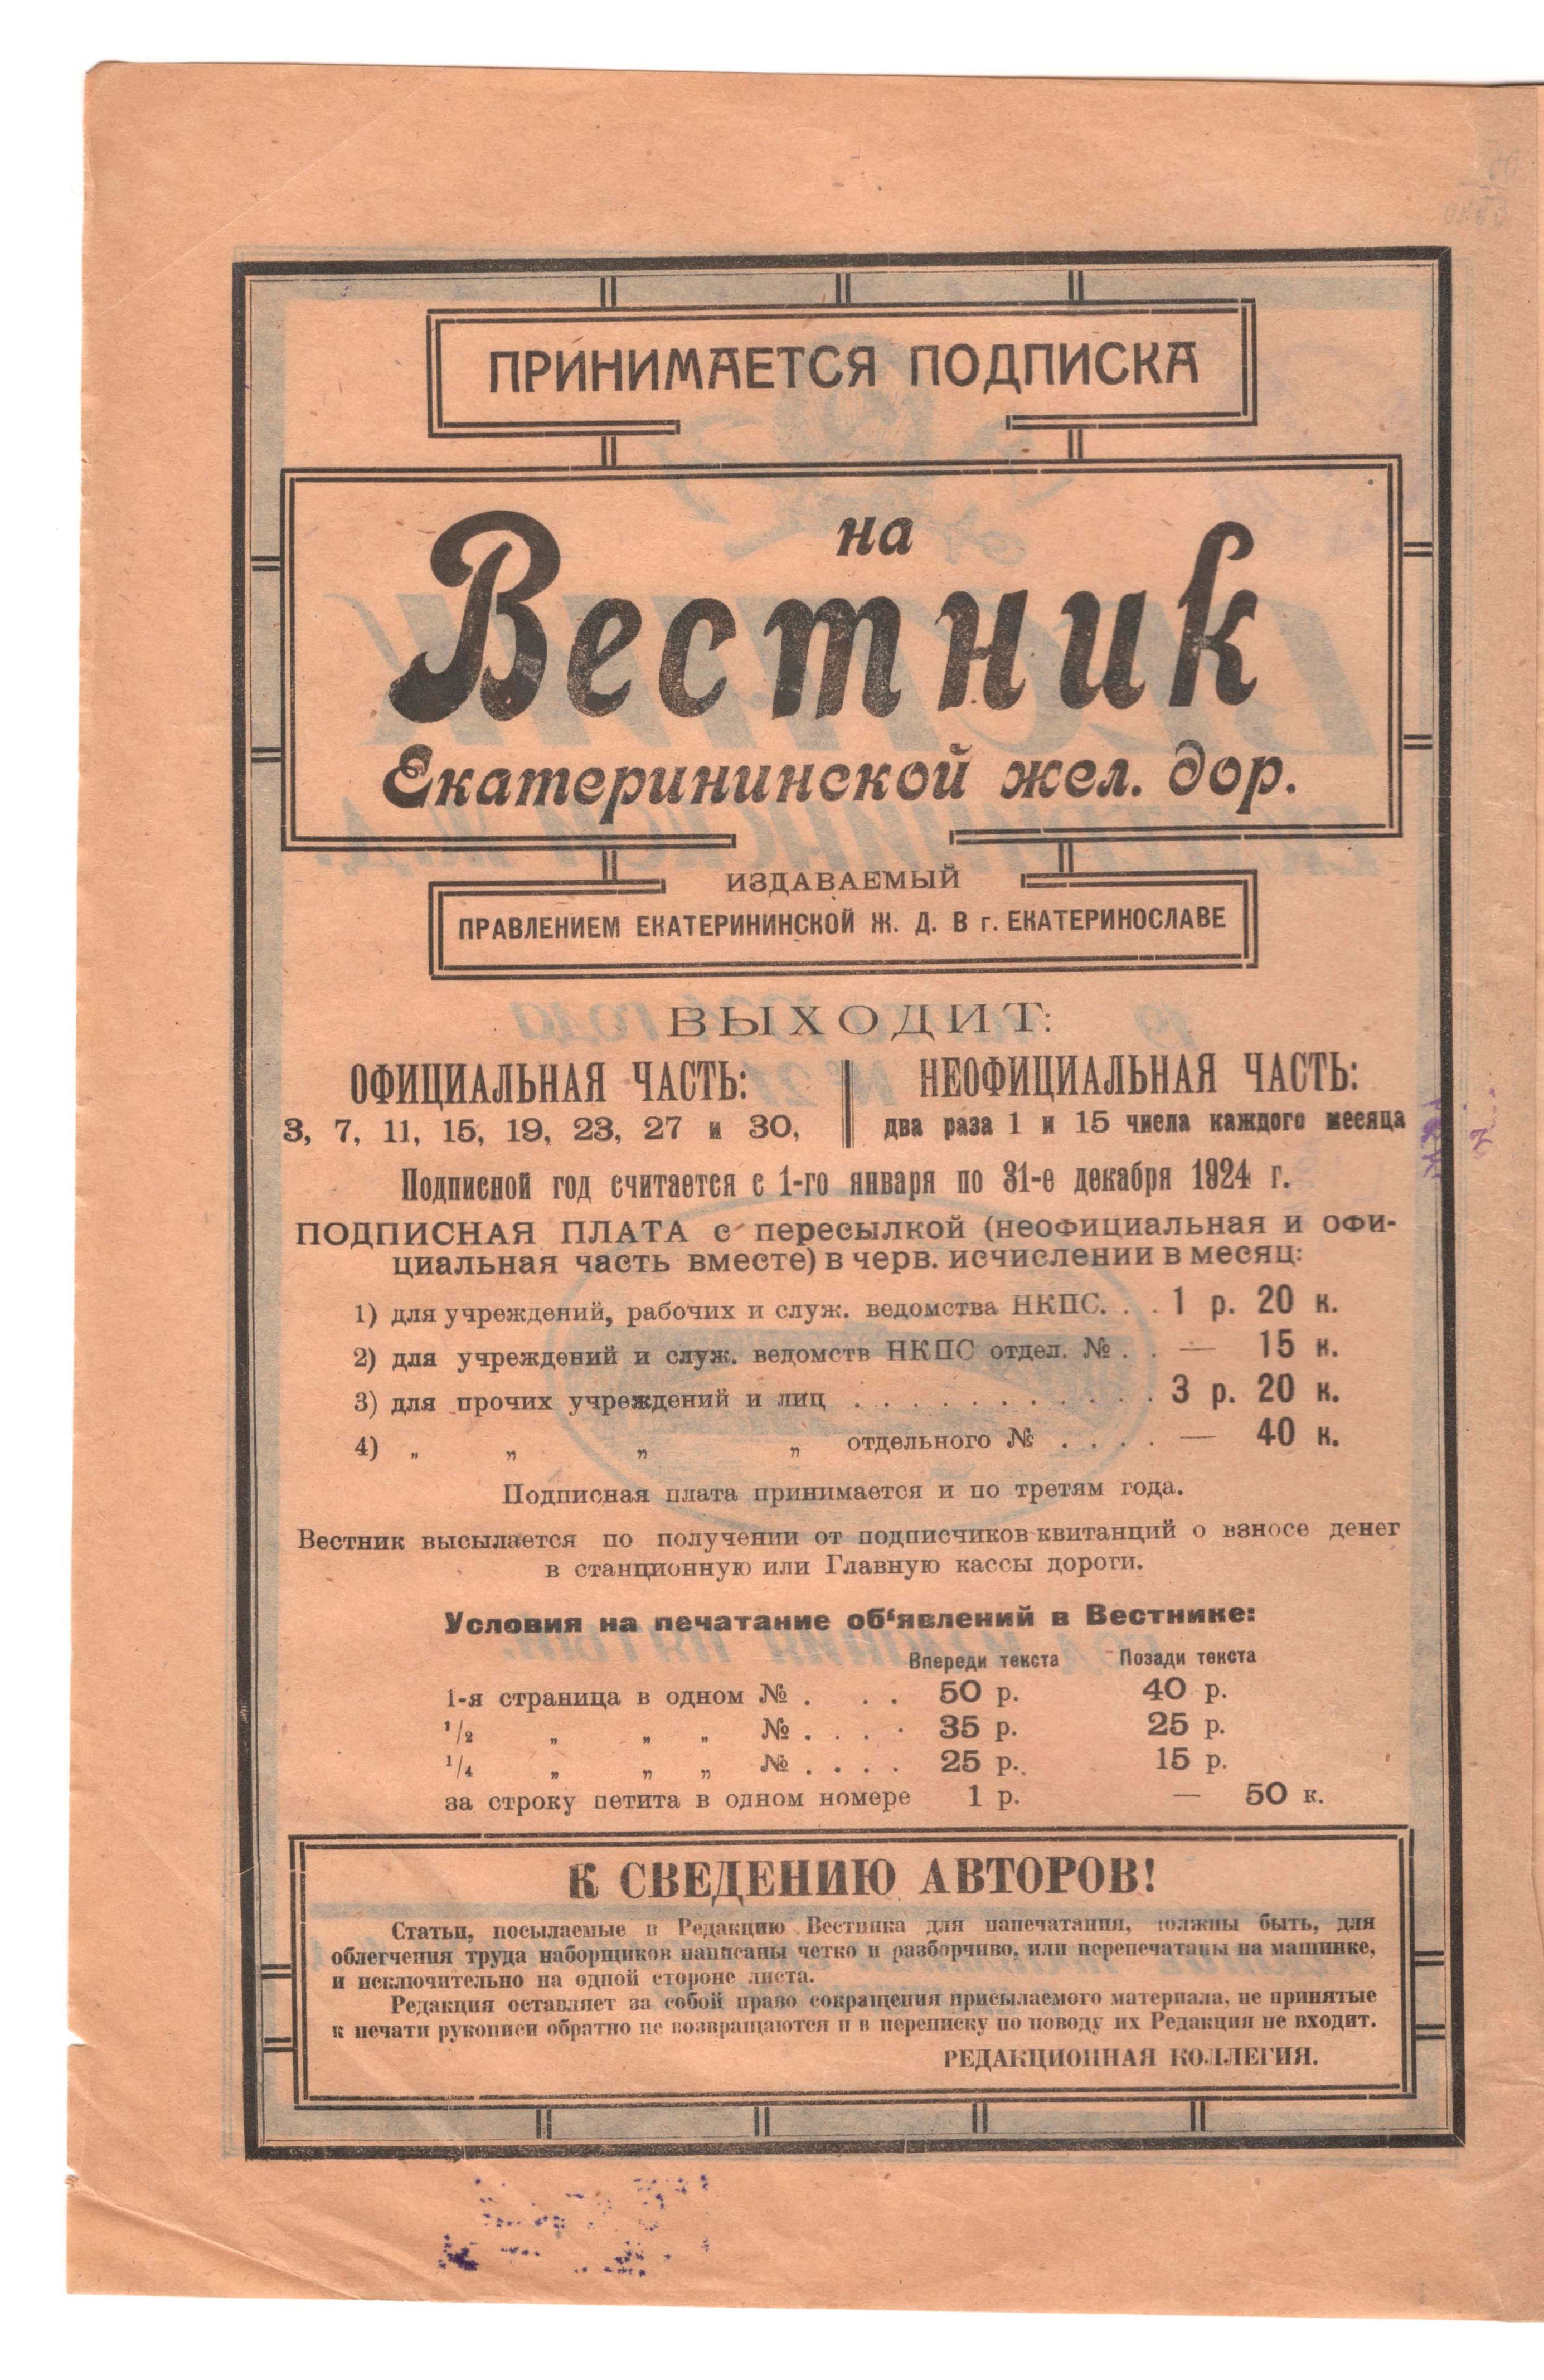 ПРИНИМАЕТСЯ ПОДПИСКА
на
Вестник
Екатерининской жел. дор.
ИЗДАВАЕМЫЙ
ПРАВЛЕНИЕМ ЕКАТЕРИНИНСКОЙ Ж. Д. В г. ЕКАТЕРИНОСЛАВЕ
ВЫХОДИТ:
ОФИЦИАЛЬНАЯ ЧАСТЬ:
3, 7, 11, 15, 19, 23, 27 и 30,
НЕОФИЦИАЛЬНАЯ ЧАСТЬ:
два раза 1 и 15 числа каждого месяца
Подписной год считается с 1-го января по 31-е декабря 1924 г.
ПОДПИСНАЯ ПЛАТА с пересылкой (неофициальная и офи-
циальная часть вместе) в черв. исчислении в месяц:
1) для учреждений, рабочих и служ. ведомства НКПС. . . 1 р. 20 к.
2) для учреждений и служ. ведомств НКПС отдел. № . . — 15 к.
3) для прочих учреждений и лиц . . . . . . . . . . . 3 р. 20 к.
4) „ „ „ „ отдельного № . . . . — 40 к.
Подписная плата принимается и по третям года.
Вестник высылается по получении от подписчиков квитанций о взносе денег
в станционную или Главную кассы дороги.
Условия на печатание об‘явлений в Вестнике:
Впереди текста Позади текста
1-я страница в одном № . . . 50 р. 40 р.
1/2 „ „ „ № . . . . 35 р. 25 р.
1/4 „ „ „ № . . . . 25 р. 15 р.
за строку петита в одном номере 1 р. — 50 к.
К СВЕДЕНИЮ АВТОРОВ!
Статьи, посылаемые в Редакцию Вестника для напечатания, должны быть, для
облегчения труда наборщиков написаны четко и разборчиво, или перепечатаны на машинке,
и исключительно на одной стороне листа.
Редакция оставляет за собой право сокращения присылаемого материала, не принятые
к печати рукописи обратно не возвращаются и в переписку по поводу их Редакция не входит.
РЕДАКЦИОННАЯ КОЛЛЕГИЯ.